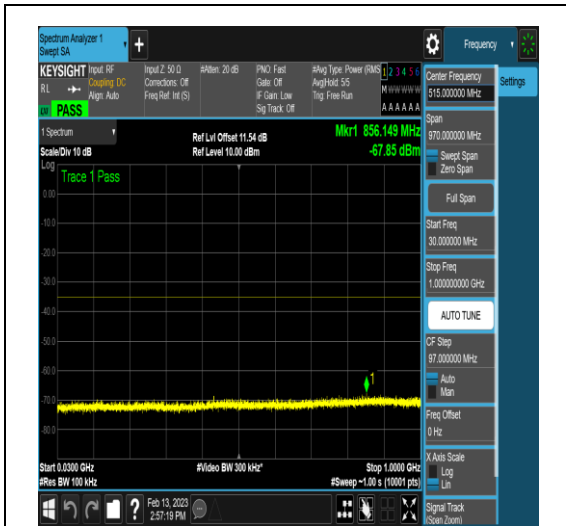 Spectrum Analyzer 1
Swept SA
Frequency
KEYSIGHT
RL
Input: RF
Coupling: DC
Align: Auto
Input Z: 50 Ω
Corrections: Off
Freq Ref: Int (S)
#Atten: 20 dB
PNO: Fast
Gate: Off
IF Gain: Low
Sig Track: Off
#Avg Type: Power (RMS
Avg|Hold: 5/5
Trig: Free Run
1 2 3 4 5 6
M W W W W W
A A A A A A
PASS
1 Spectrum
Scale/Div 10 dB
Ref Lvl Offset 11.54 dB
Ref Level 10.00 dBm
Mkr1 856.149 MHz
-67.85 dBm
Log
Trace 1 Pass
0.00
-10.0
-20.0
-30.0
-40.0
-50.0
-60.0
-70.0
-80.0
1
Start 0.0300 GHz
#Res BW 100 kHz
#Video BW 300 kHz*
Stop 1.0000 GHz
#Sweep ~1.00 s (10001 pts)
Feb 13, 2023
2:57:19 PM
Center Frequency
515.000000 MHz
Settings
Span
970.000000 MHz
Swept Span
Zero Span
Full Span
Start Freq
30.000000 MHz
Stop Freq
1.000000000 GHz
AUTO TUNE
CF Step
97.000000 MHz
Auto
Man
Freq Offset
0 Hz
X Axis Scale
Log
Lin
Signal Track
(Span Zoom)